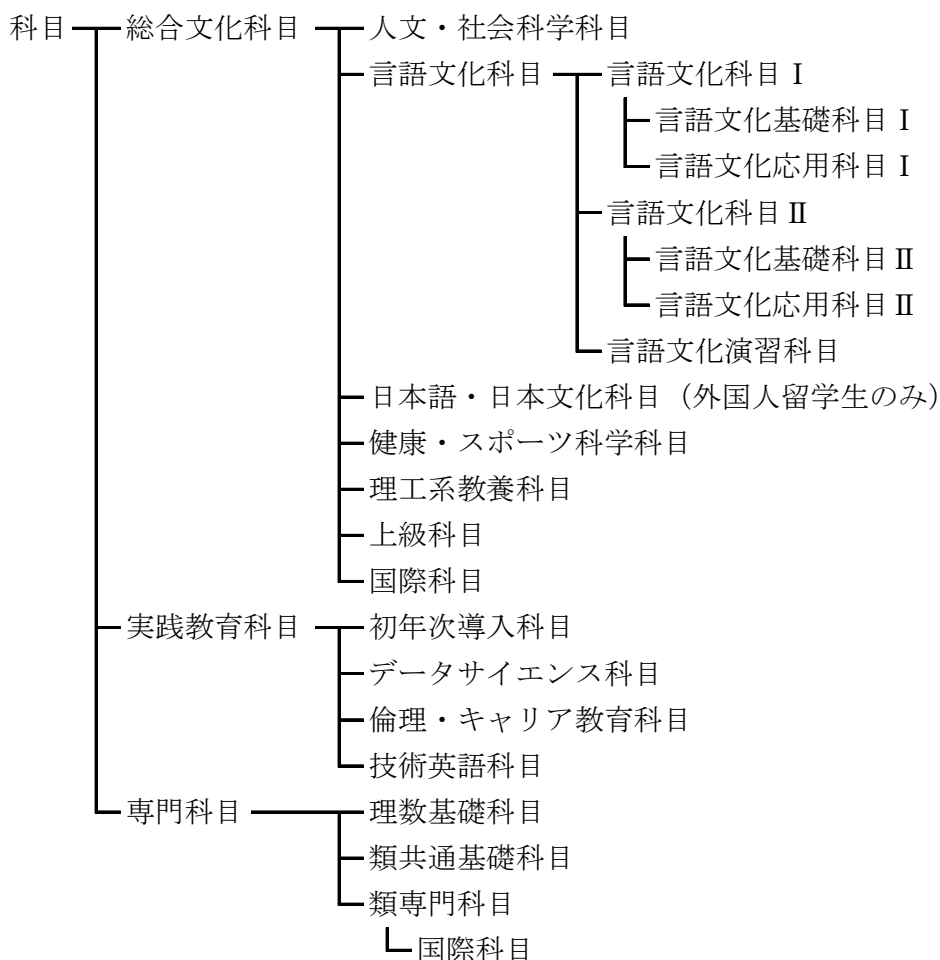 科目 総合文化科目 人文・社会科学科目
言語文化科目 言語文化科目Ⅰ
言語文化基礎科目Ⅰ
言語文化応用科目Ⅰ
言語文化科目Ⅱ
言語文化基礎科目Ⅱ
言語文化応用科目Ⅱ
言語文化演習科目
日本語・日本文化科目（外国人留学生のみ）
健康・スポーツ科学科目
理工系教養科目
上級科目
国際科目
実践教育科目 初年次導入科目
データサイエンス科目
倫理・キャリア教育科目
技術英語科目
専門科目 理数基礎科目
類共通基礎科目
類専門科目
国際科目